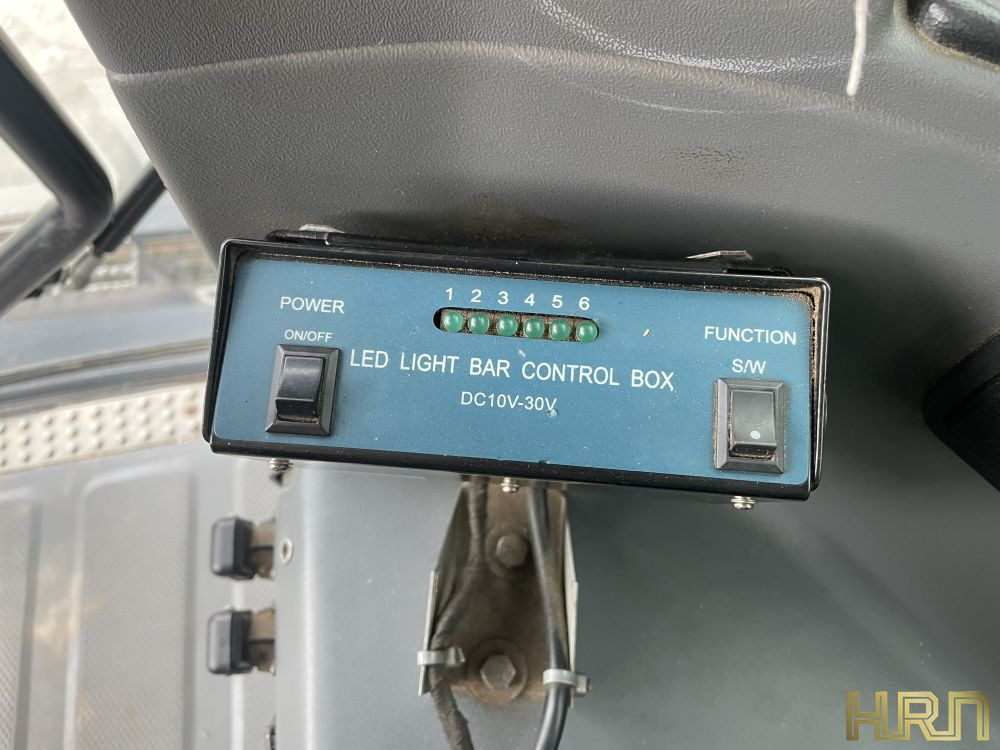 1 2 3 4 5 6
POWER
ON/OFF
FUNCTION
S/W
LED LIGHT BAR CONTROL BOX
DC10V-30V
HRN